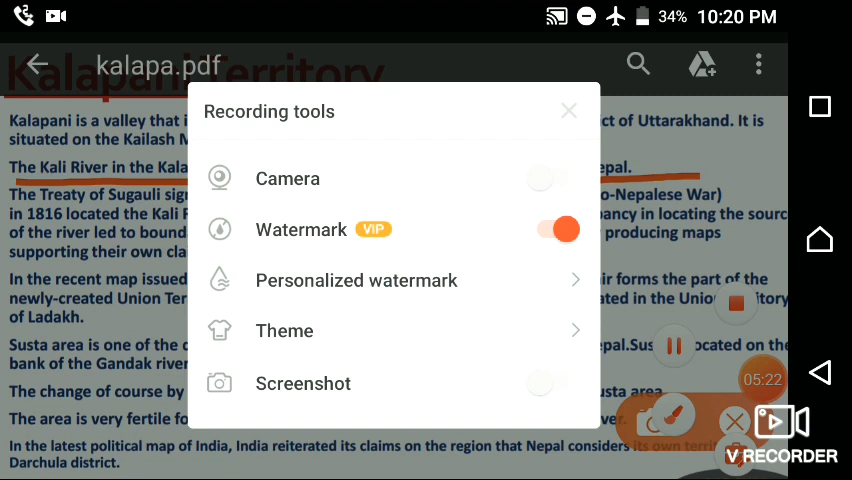 34% 10:20 PM
kalapa.pdf
Kalapani Territory
Recording tools
Camera
Watermark VIP
Personalized watermark
Theme
Screenshot
Kalapani is a valley that i ct of Uttarakhand. It is
situated on the Kailash M
The Kali River in the Kala epal.
The Treaty of Sugauli sig o-Nepalese War)
in 1816 located the Kali R pancy in locating the sourc
of the river led to bound producing maps
supporting their own cla
In the recent map issued ir forms the part of the
newly-created Union Ter ated in the Union itory
of Ladakh.
Susta area is one of the epal.Sus ocated on the
bank of the Gandak river
The change of course by usta area
The area is very fertile fo ver.
In the latest political map of India, India reiterated its claims on the region that Nepal considers its own terri
Darchula district.
05:22
V RECORDER